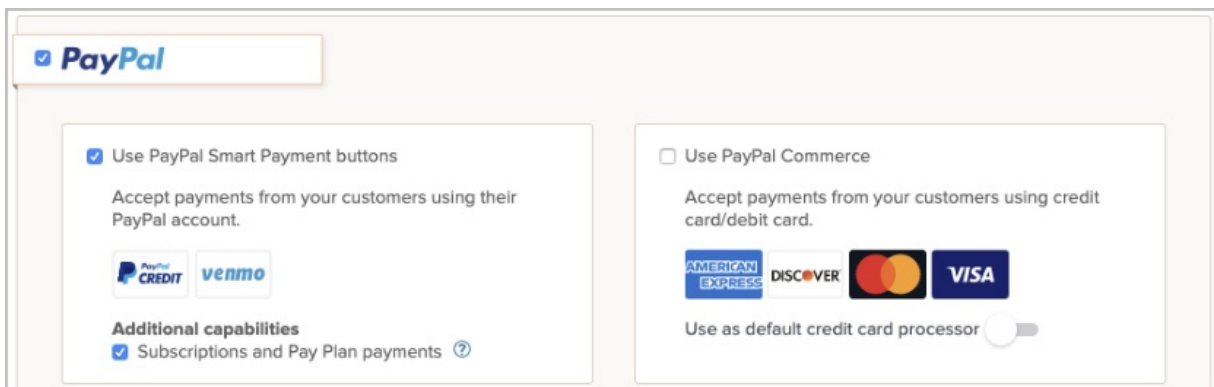 PayPal
Use PayPal Smart Payment buttons
Accept payments from your customers using their
PayPal account.
PayPal
CREDIT
venmo
Additional capabilities
Subscriptions and Pay Plan payments ?
Use PayPal Commerce
Accept payments from your customers using credit
card/debit card.
AMERICAN
EXPRESS
DISCOVER
VISA
Use as default credit card processor